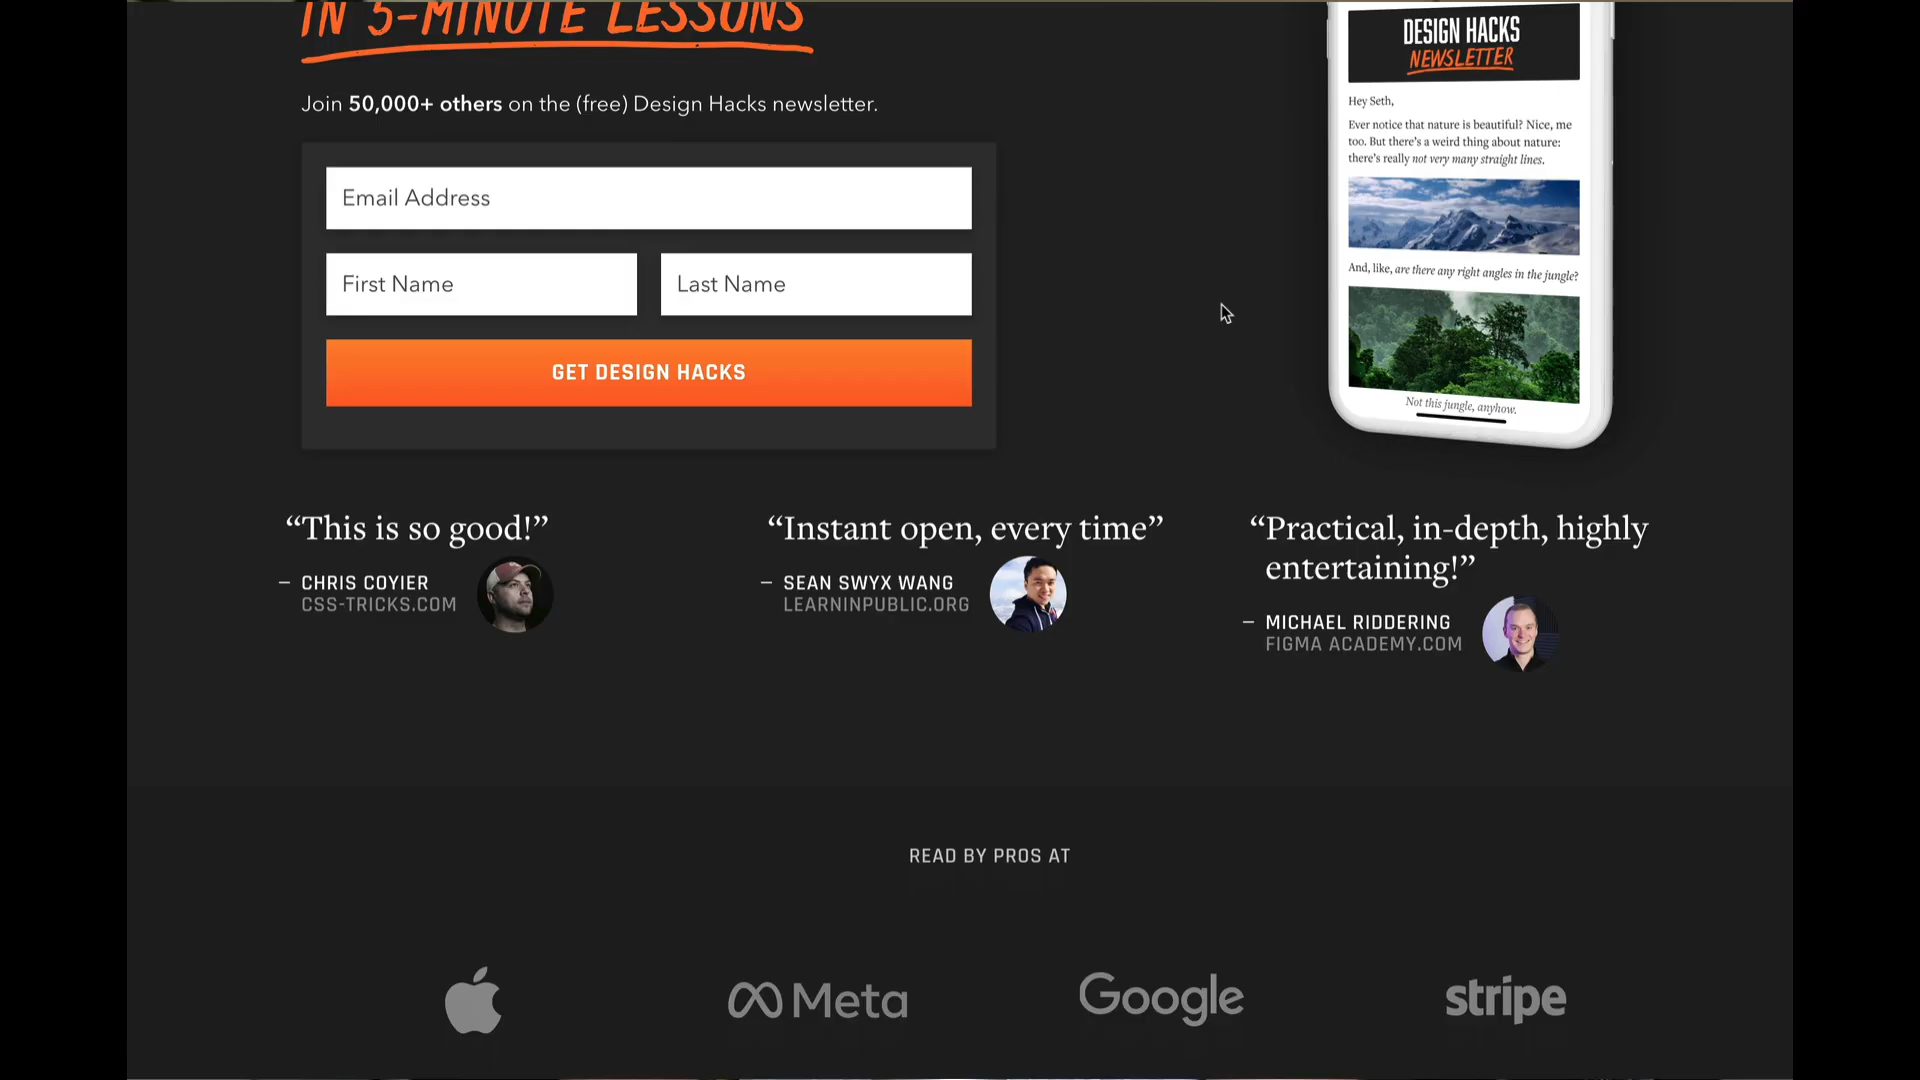 IN 5-MINUTE LESSONS
Join 50,000+ others on the (free) Design Hacks newsletter.
Email Address
First Name
Last Name
GET DESIGN HACKS
DESIGN HACKS
NEWSLETTER
Hey Seth,
Ever notice that nature is beautiful? Nice, me
too. But there's a weird thing about nature:
there's really not very many straight lines.
And, like, are there any right angles in the jungle?
Not this jungle, anyhow.
“This is so good!”
– CHRIS COYIER
CSS-TRICKS.COM
“Instant open, every time”
– SEAN SWYX WANG
LEARNINPUBLIC.ORG
“Practical, in-depth, highly
entertaining!”
– MICHAEL RIDDERING
FIGMA ACADEMY.COM
READ BY PROS AT
Meta
Google
stripe